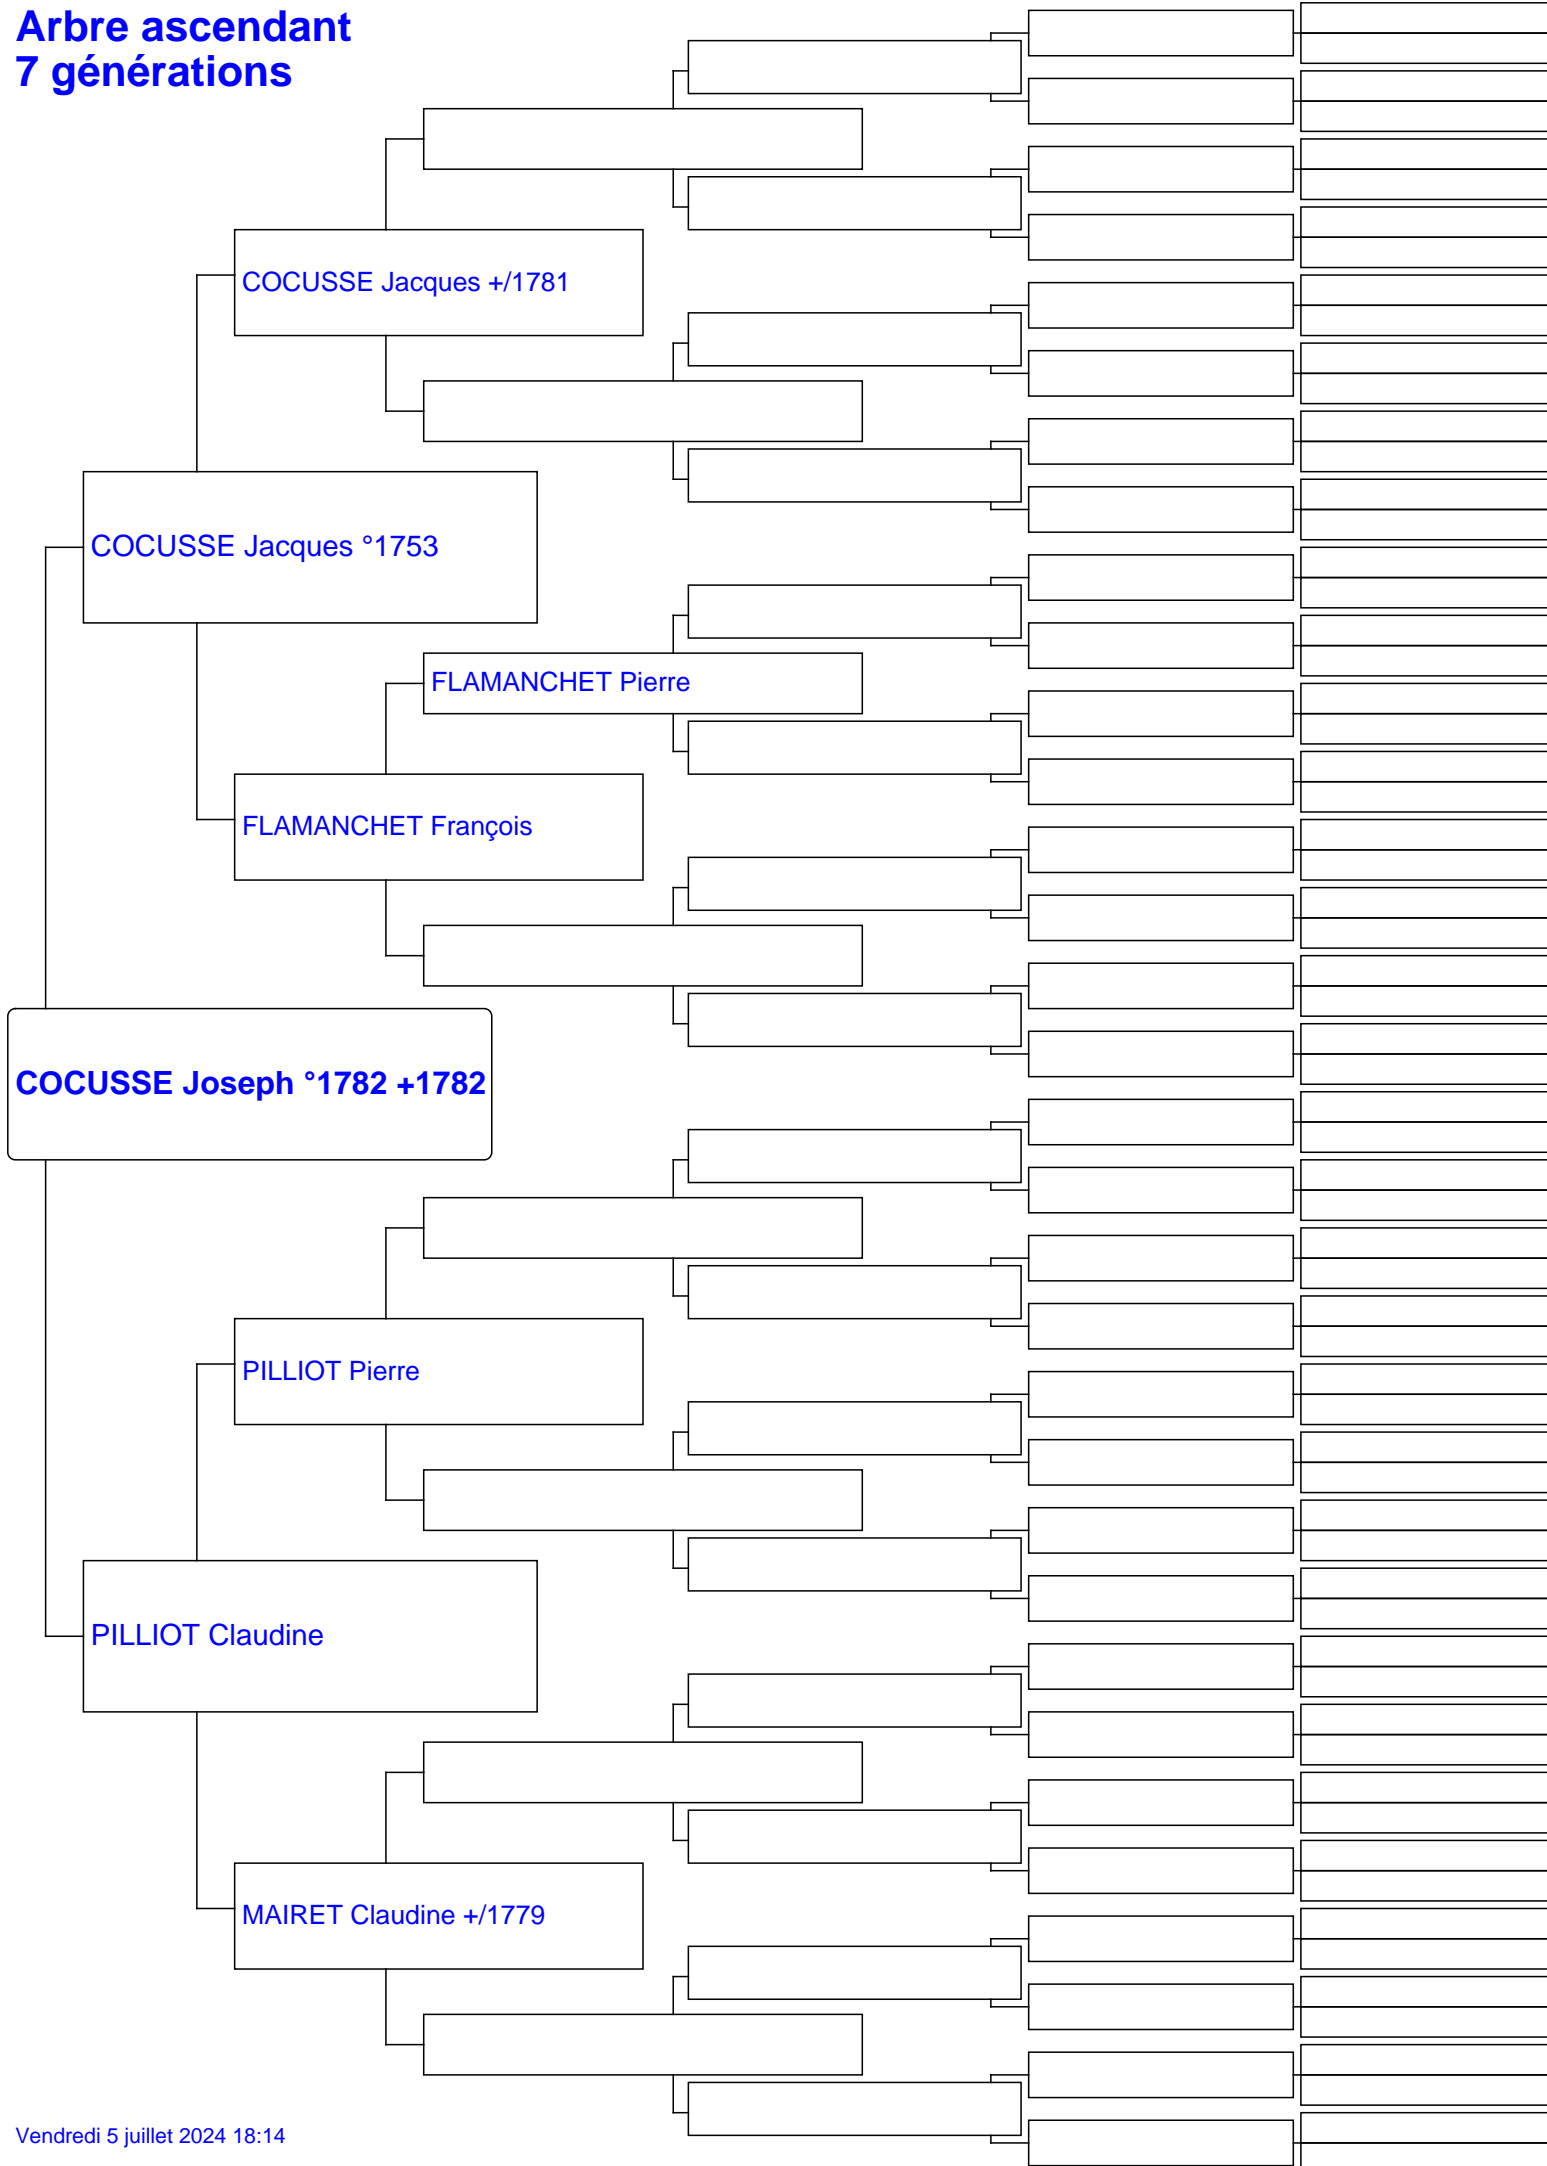 Arbre ascendant
7 générations
COCUSSE Jacques +/1781
COCUSSE Jacques °1753
FLAMANCHET Pierre
FLAMANCHET François
COCUSSE Joseph °1782 +1782
PILLIOT Pierre
PILLIOT Claudine
MAIRET Claudine +/1779
Vendredi 5 juillet 2024 18:14